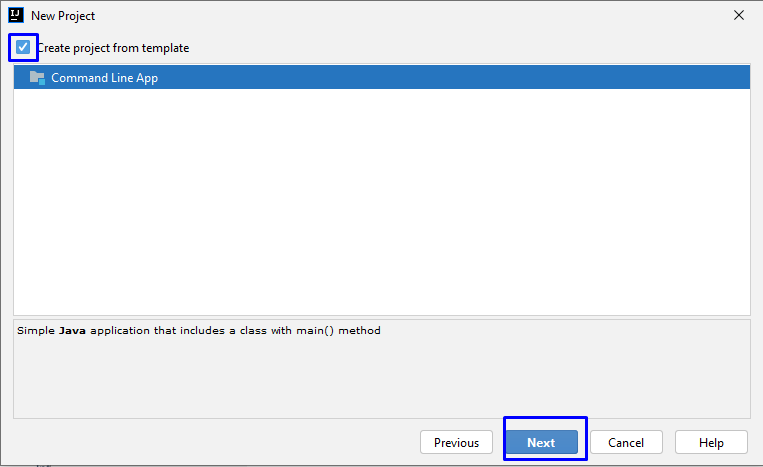 IJ New Project
Create project from template
Command Line App
Simple Java application that includes a class with main() method
Previous Next Cancel Help